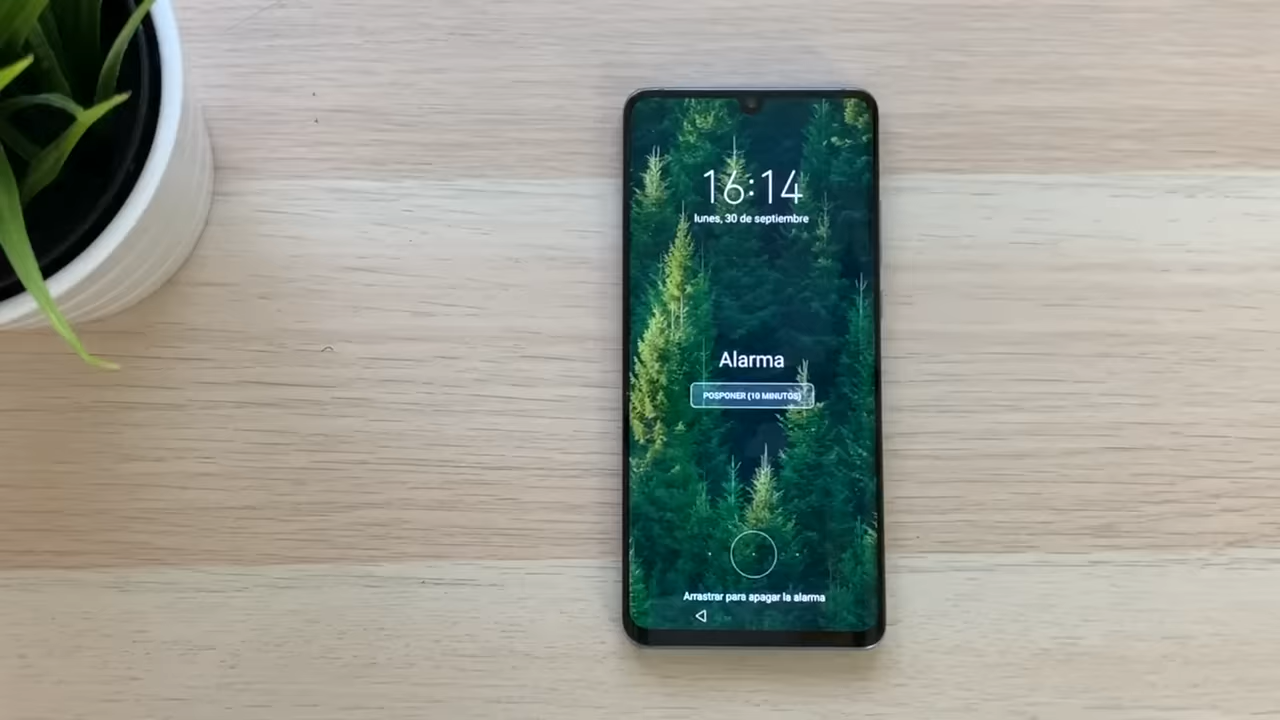 16:14
lunes, 30 de septiembre
Alarma
POSPONER (10 MINUTOS)
Arrastrar para apagar la alarma